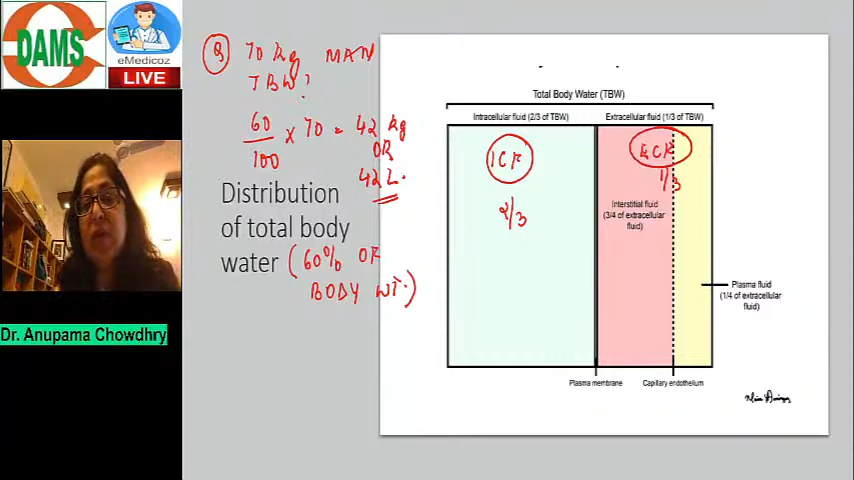 DAMS
eMedicoz
LIVE
Q 70 kg MAN
TBW?
60/100 × 70 = 42 kg
OR
42 L.
Distribution
of total body
water (60% OF
BODY WT.)
Dr. Anupama Chowdhry
Total Body Water (TBW)
Intracellular fluid (2/3 of TBW)
Extracellular fluid (1/3 of TBW)
ICF
2/3
ECF
1/3
Interstitial fluid
(3/4 of extracellular
fluid)
Plasma fluid
(1/4 of extracellular
fluid)
Plasma membrane
Capillary endothelium